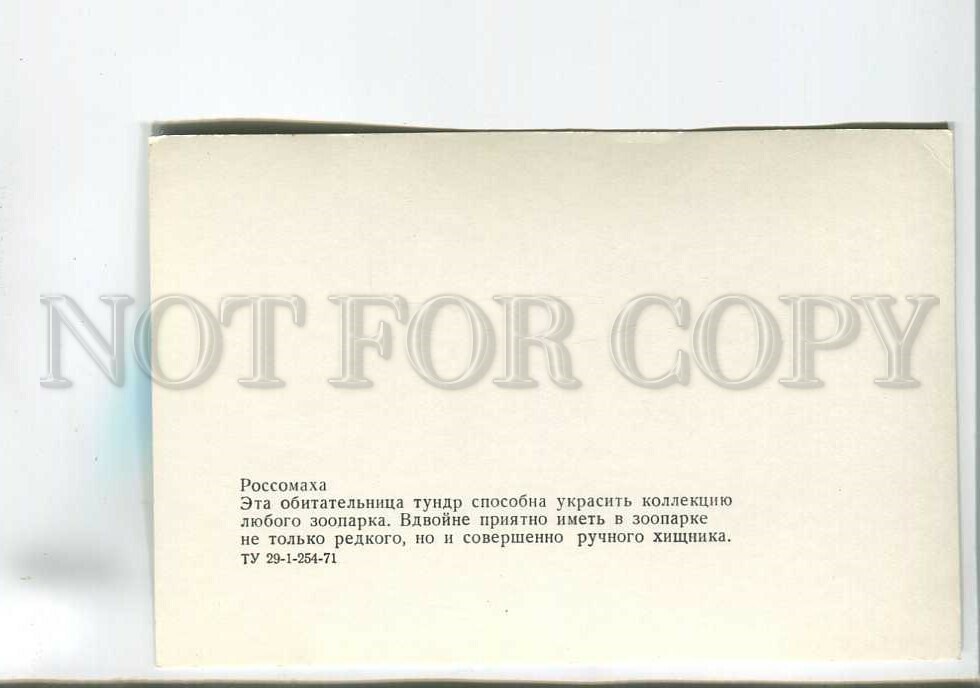 NOT FOR COPY
Россомаха
Эта обитательница тундр способна украсить коллекцию
любого зоопарка. Вдвойне приятно иметь в зоопарке
не только редкого, но и совершенно ручного хищника.
ТУ 29-1-254-71